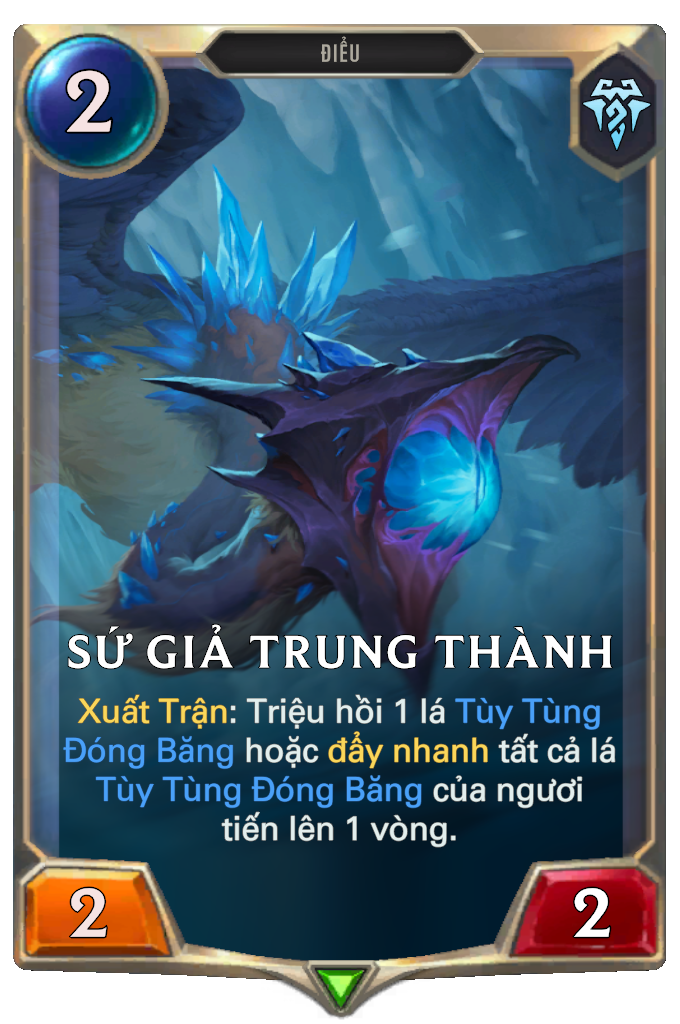 ĐIỂU
2
SỨ GIẢ TRUNG THÀNH
Xuất Trận: Triệu hồi 1 lá Tùy Tùng
Đóng Băng hoặc đẩy nhanh tất cả lá
Tùy Tùng Đóng Băng của ngươi
tiến lên 1 vòng.
2
2